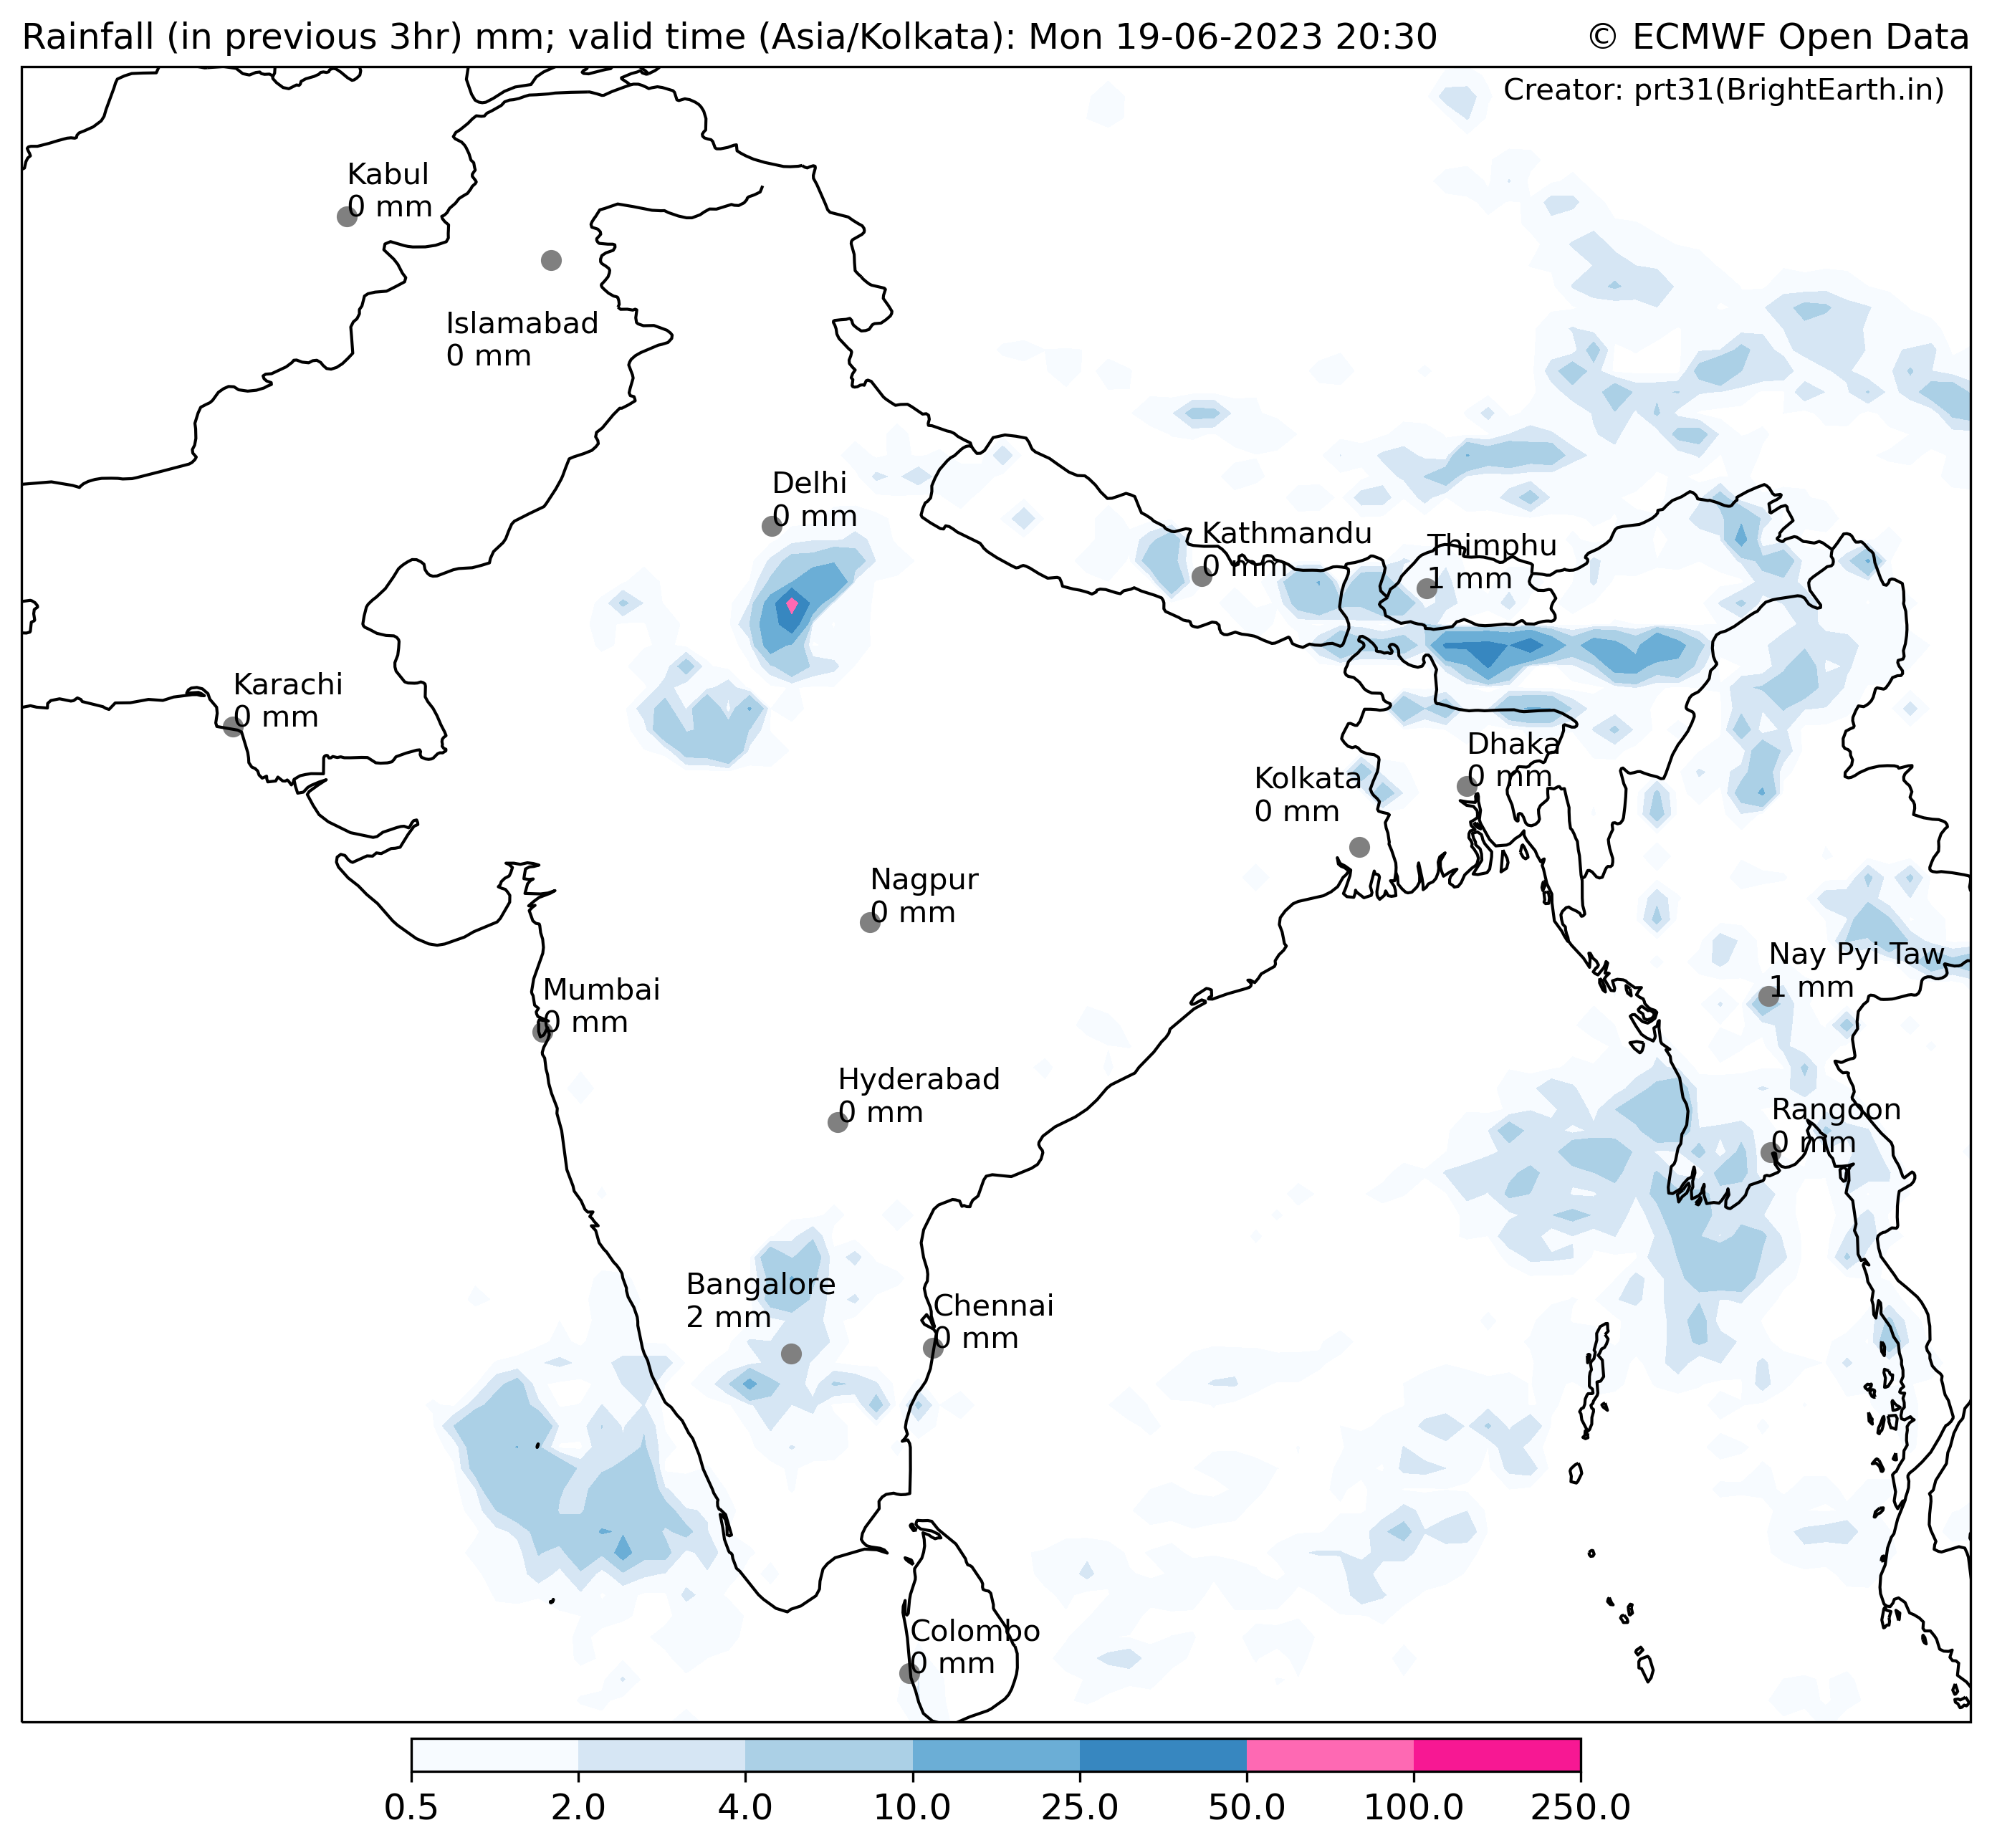 Rainfall (in previous 3hr) mm; valid time (Asia/Kolkata): Mon 19-06-2023 20:30
© ECMWF Open Data
Creator: prt31(BrightEarth.in)
Kabul
0 mm
Islamabad
0 mm
Delhi
0 mm
Kathmandu
0 mm
Thimphu
1 mm
Karachi
0 mm
Dhaka
0 mm
Kolkata
0 mm
Nagpur
0 mm
Nay Pyi Taw
1 mm
Mumbai
0 mm
Hyderabad
0 mm
Rangoon
0 mm
Bangalore
2 mm
Chennai
0 mm
Colombo
0 mm
0.5 2.0 4.0 10.0 25.0 50.0 100.0 250.0